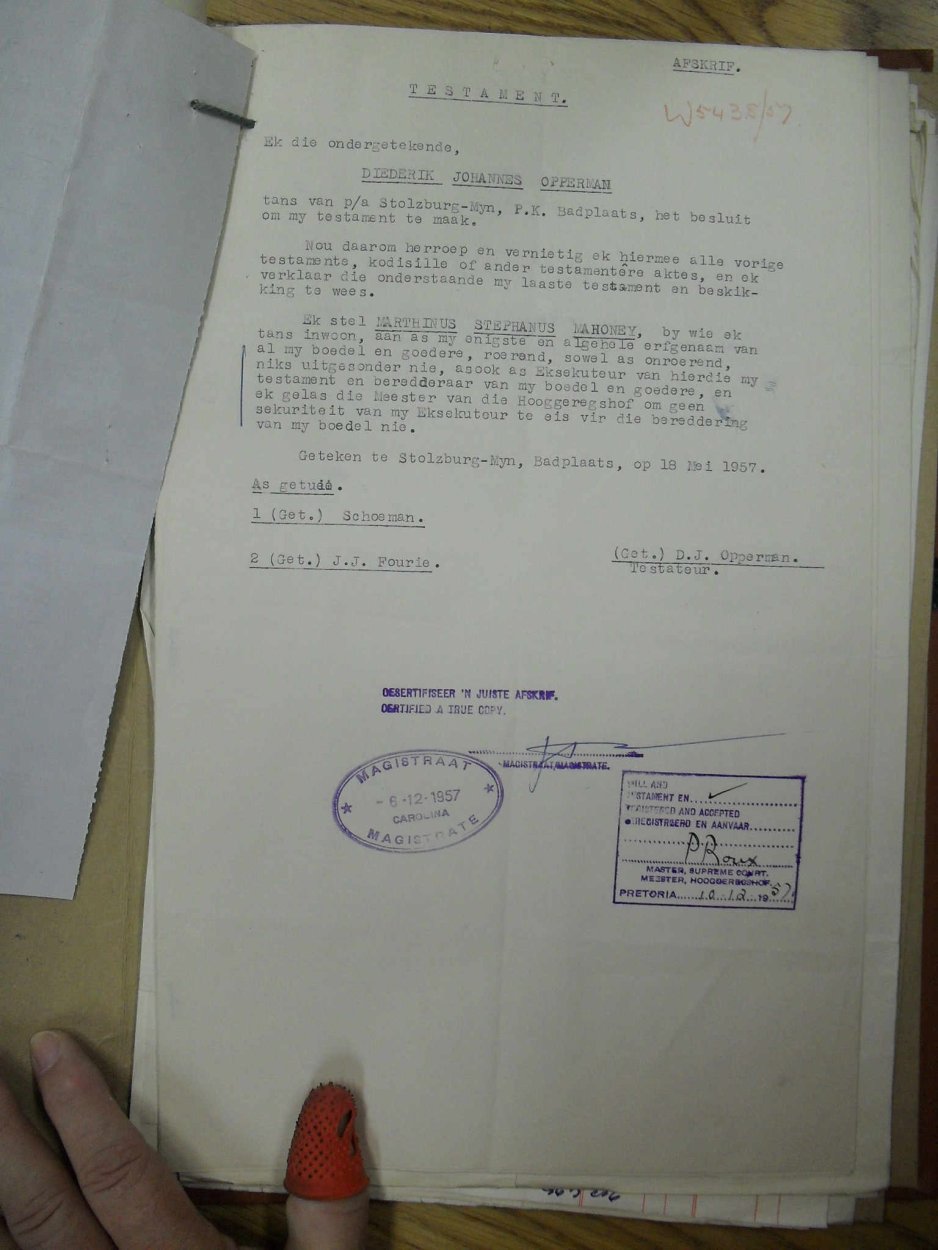 AFSKRIF.
TESTAMENT.
W5438/57
Ek die ondergetekende,
DIEDERIK JOHANNES OPPERMAN
tans van p/a Stolzburg-Myn, P.K. Badplaats, het besluit
om my testament te maak.
Nou daarom herroep en vernietig ek hiermee alle vorige
testamente, kodisille of ander testamentêre aktes, en ek
verklaar die onderstaande my laaste testament en beskik-
king te wees.
Ek stel MARTHINUS STEPHANUS MAHONEY, by wie ek
tans inwoon, aan as my enigste en algehele erfgenaam van
al my boedel en goedere, roerend, sowel as onroerend,
niks uitgesonder nie, asook as Eksekuteur van hierdie my
testament en beredderaar van my boedel en goedere, en
ek gelas die Meester van die Hooggeregshof om geen
sekuriteit van my Eksekuteur te eis vir die bereddering
van my boedel nie.
Geteken te Stolzburg-Myn, Badplaats, op 18 Mei 1957.
As getuië.
1 (Get.) Schoeman.
2 (Get.) J.J. Fourie.
(Get.) D.J. Opperman.
Testateur.
GESERTIFISEER 'N JUISTE AFSKRIF.
CERTIFIED A TRUE COPY.
MAGISTRAAT/MAGISTRATE.
MAGISTRAAT
- 6-12-1957
CAROLINA
MAGISTRATE
WILL AND
TESTAMENT EN
REGISTERED AND ACCEPTED
GEREGISTREERD EN AANVAAR
P Roux
MASTER, SUPREME COURT.
MEESTER, HOOGGEREGSHOF.
PRETORIA 10.12 1957